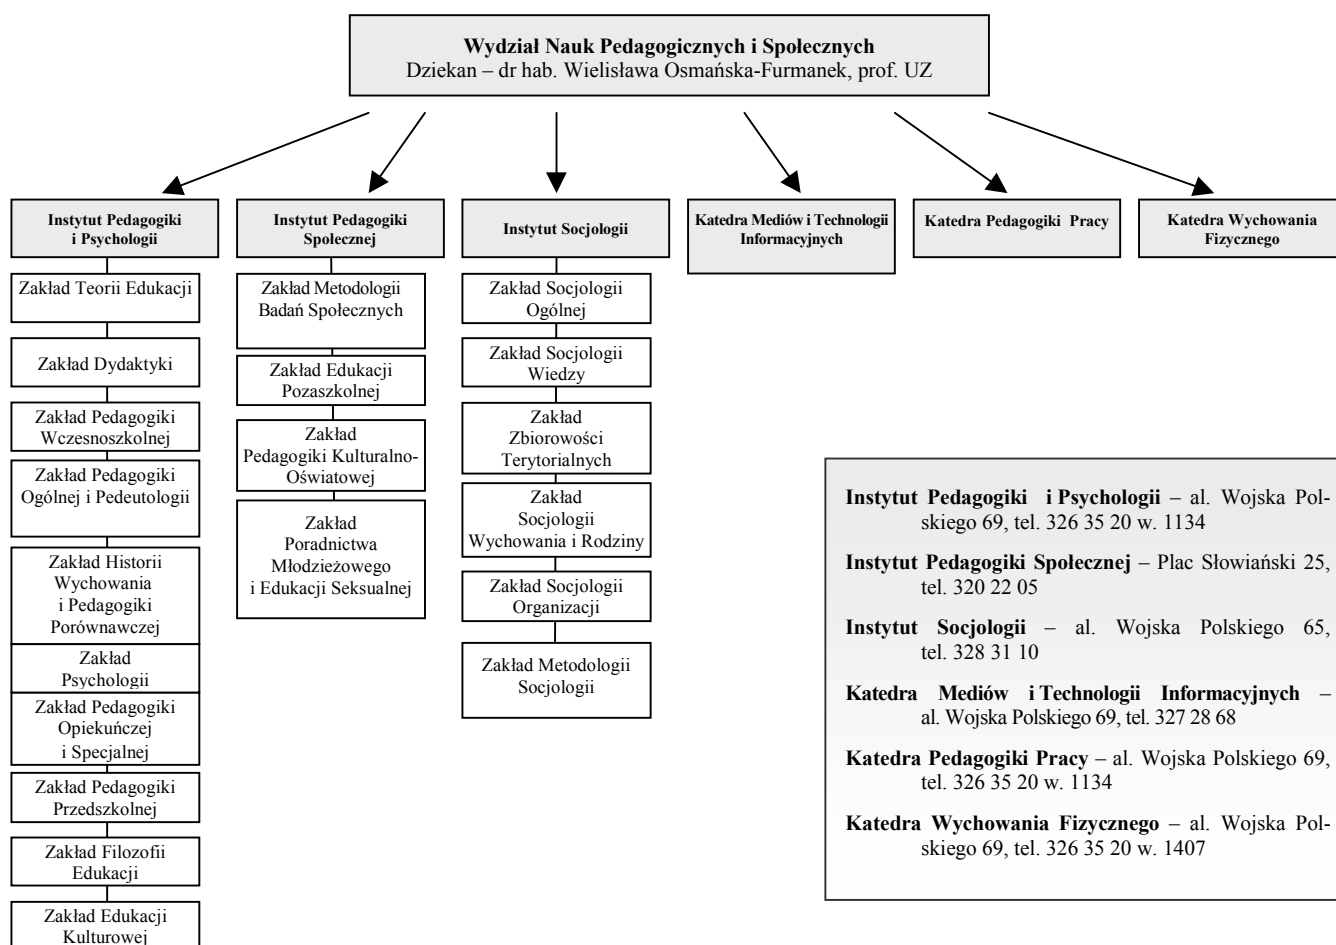 Wydział Nauk Pedagogicznych i Społecznych
Dziekan – dr hab. Wielisława Osmańska-Furmanek, prof. UZ
Instytut Pedagogiki
i Psychologii
Instytut Pedagogiki
Społecznej
Instytut Socjologii
Katedra Mediów i Technologii
Informacyjnych
Katedra Pedagogiki Pracy
Katedra Wychowania
Fizycznego
Zakład Teorii Edukacji
Zakład Dydaktyki
Zakład Pedagogiki
Wczesnoszkolnej
Zakład Pedagogiki
Ogólnej i Pedeutologii
Zakład Historii
Wychowania
i Pedagogiki
Porównawczej
Zakład
Psychologii
Zakład Pedagogiki
Opiekuńczej
i Specjalnej
Zakład Pedagogiki
Przedszkolnej
Zakład Filozofii
Edukacji
Zakład Edukacji
Kulturowej
Zakład Metodologii
Badań Społecznych
Zakład Edukacji
Pozaszkolnej
Zakład
Pedagogiki Kulturalno-
Oświatowej
Zakład
Poradnictwa
Młodzieżowego
i Edukacji Seksualnej
Zakład Socjologii
Ogólnej
Zakład Socjologii
Wiedzy
Zakład
Zbiorowości
Terytorialnych
Zakład
Socjologii
Wychowania i Rodziny
Zakład Socjologii
Organizacji
Zakład Metodologii
Socjologii
Instytut Pedagogiki i Psychologii – al. Wojska Pol-
skiego 69, tel. 326 35 20 w. 1134
Instytut Pedagogiki Społecznej – Plac Słowiański 25,
tel. 320 22 05
Instytut Socjologii – al. Wojska Polskiego 65,
tel. 328 31 10
Katedra Mediów i Technologii Informacyjnych –
al. Wojska Polskiego 69, tel. 327 28 68
Katedra Pedagogiki Pracy – al. Wojska Polskiego 69,
tel. 326 35 20 w. 1134
Katedra Wychowania Fizycznego – al. Wojska Pol-
skiego 69, tel. 326 35 20 w. 1407